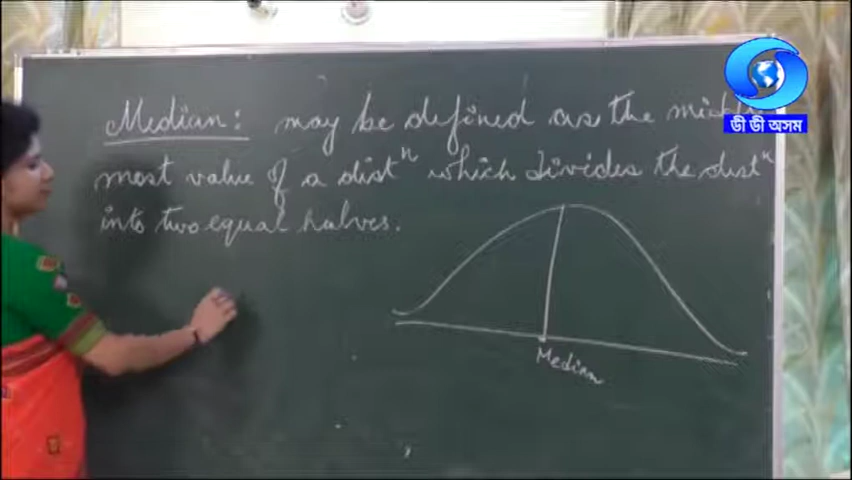 Median: may be defined as the middle
most value of a distⁿ which divides the distⁿ
into two equal halves.
Median
ডী ডী অসম